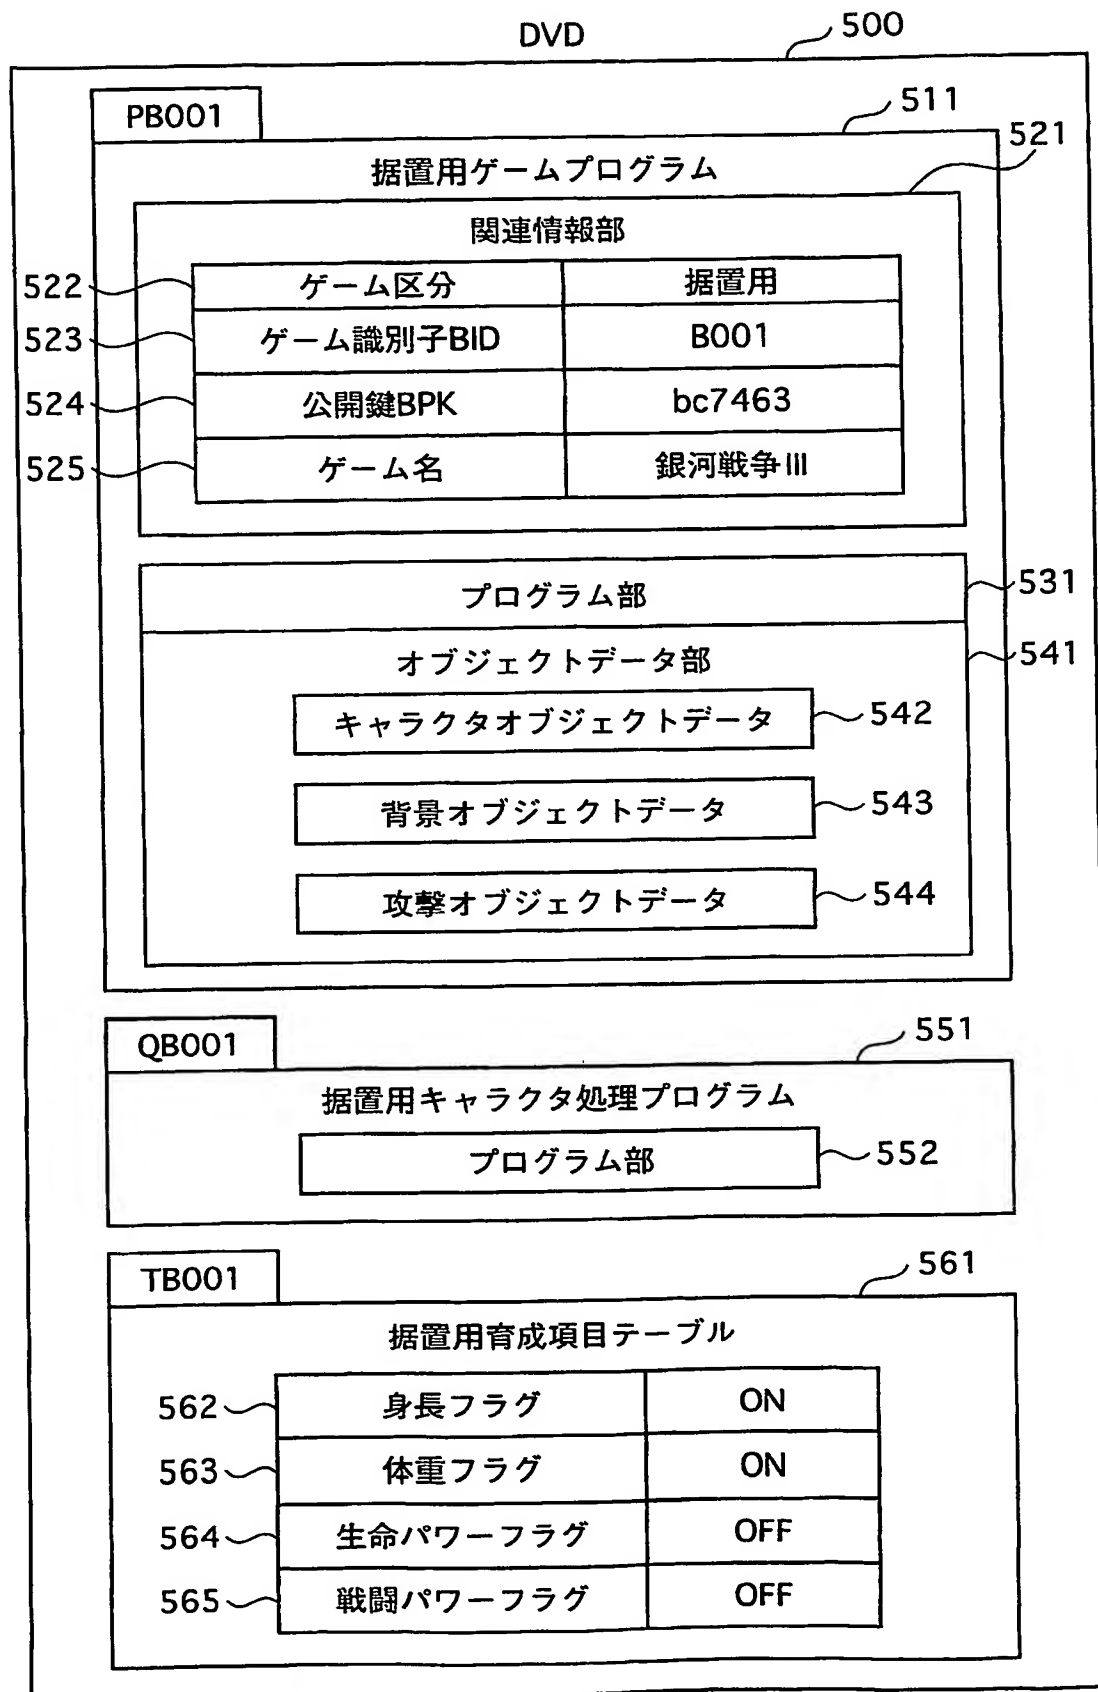 DVD
500
PB001
511
521
据置用ゲームプログラム
関連情報部
522 ゲーム区分 据置用
523 ゲーム識別子BID B001
524 公開鍵BPK bc7463
525 ゲーム名 銀河戦争III
プログラム部 531
オブジェクトデータ部 541
キャラクタオブジェクトデータ 542
背景オブジェクトデータ 543
攻撃オブジェクトデータ 544
QB001
551
据置用キャラクタ処理プログラム
プログラム部 552
TB001
561
据置用育成項目テーブル
562 身長フラグ ON
563 体重フラグ ON
564 生命パワーフラグ OFF
565 戦闘パワーフラグ OFF